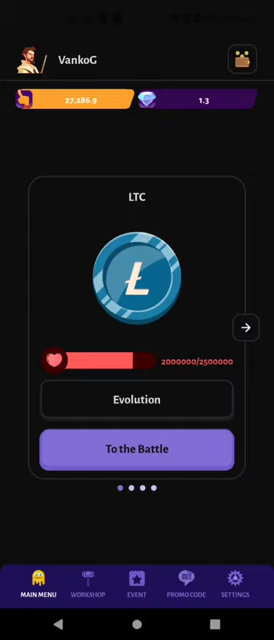 VankoG
27,286.9
1.3
LTC
2000000/2500000
Evolution
To the Battle
MAIN MENU
WORKSHOP
EVENT
PROMO CODE
SETTINGS